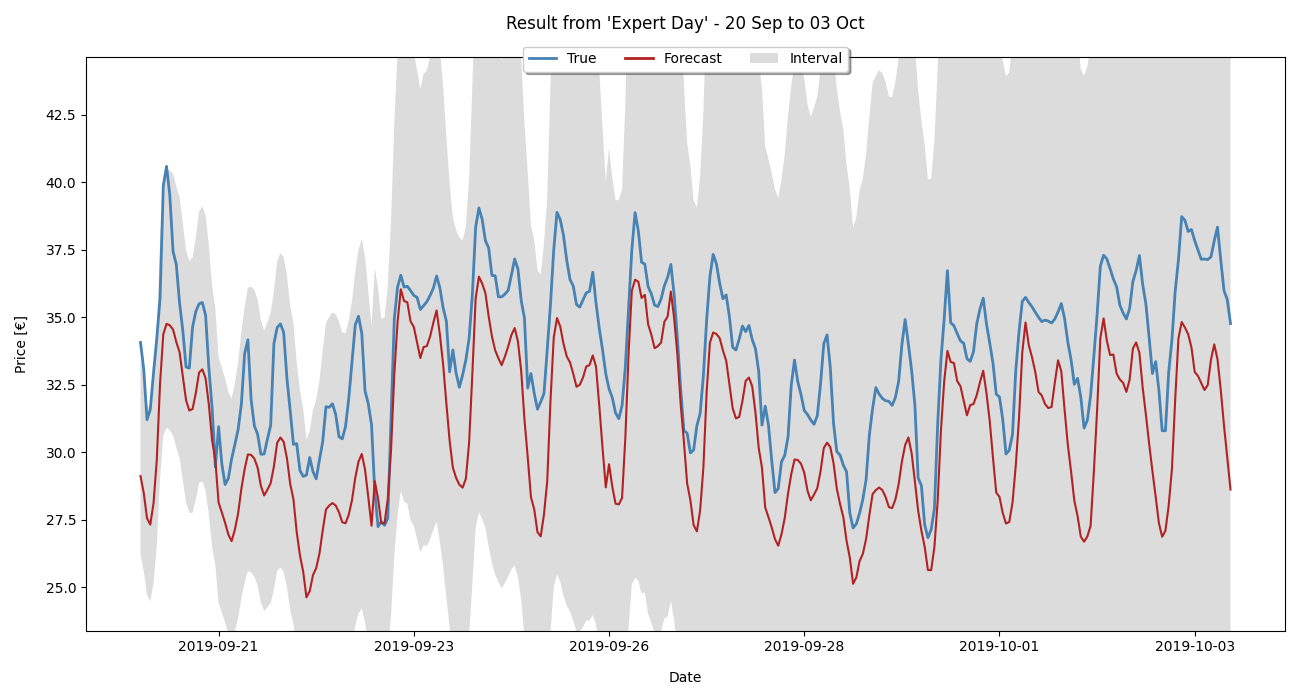 Result from 'Expert Day' - 20 Sep to 03 Oct
True Forecast Interval
42.5
40.0
37.5
35.0
32.5
30.0
27.5
25.0
Price [€]
2019-09-21 2019-09-23 2019-09-26 2019-09-28 2019-10-01 2019-10-03
Date